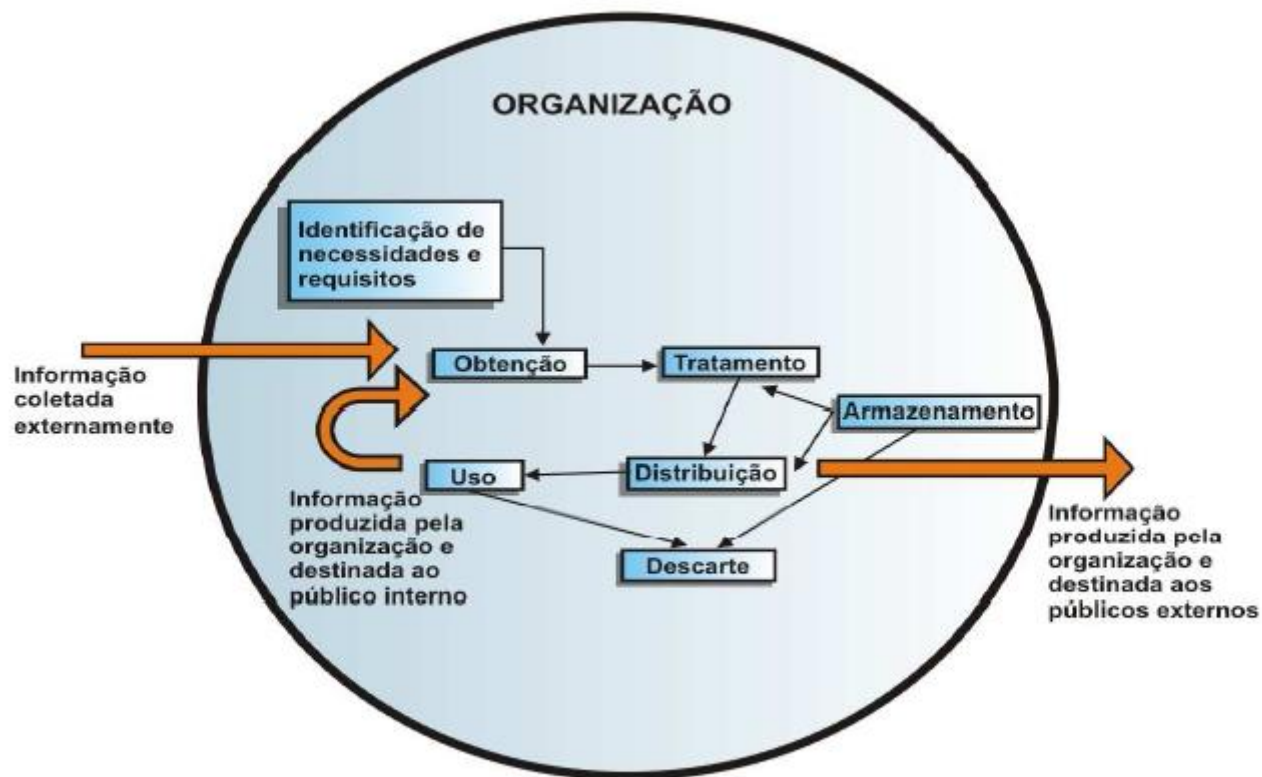 ORGANIZAÇÃO
Identificação de
necessidades e
requisitos
Informação
coletada
externamente
Obtenção
Tratamento
Armazenamento
Uso
Distribuição
Informação
produzida pela
organização e
destinada ao
público interno
Descarte
Informação
produzida pela
organização e
destinada aos
públicos externos